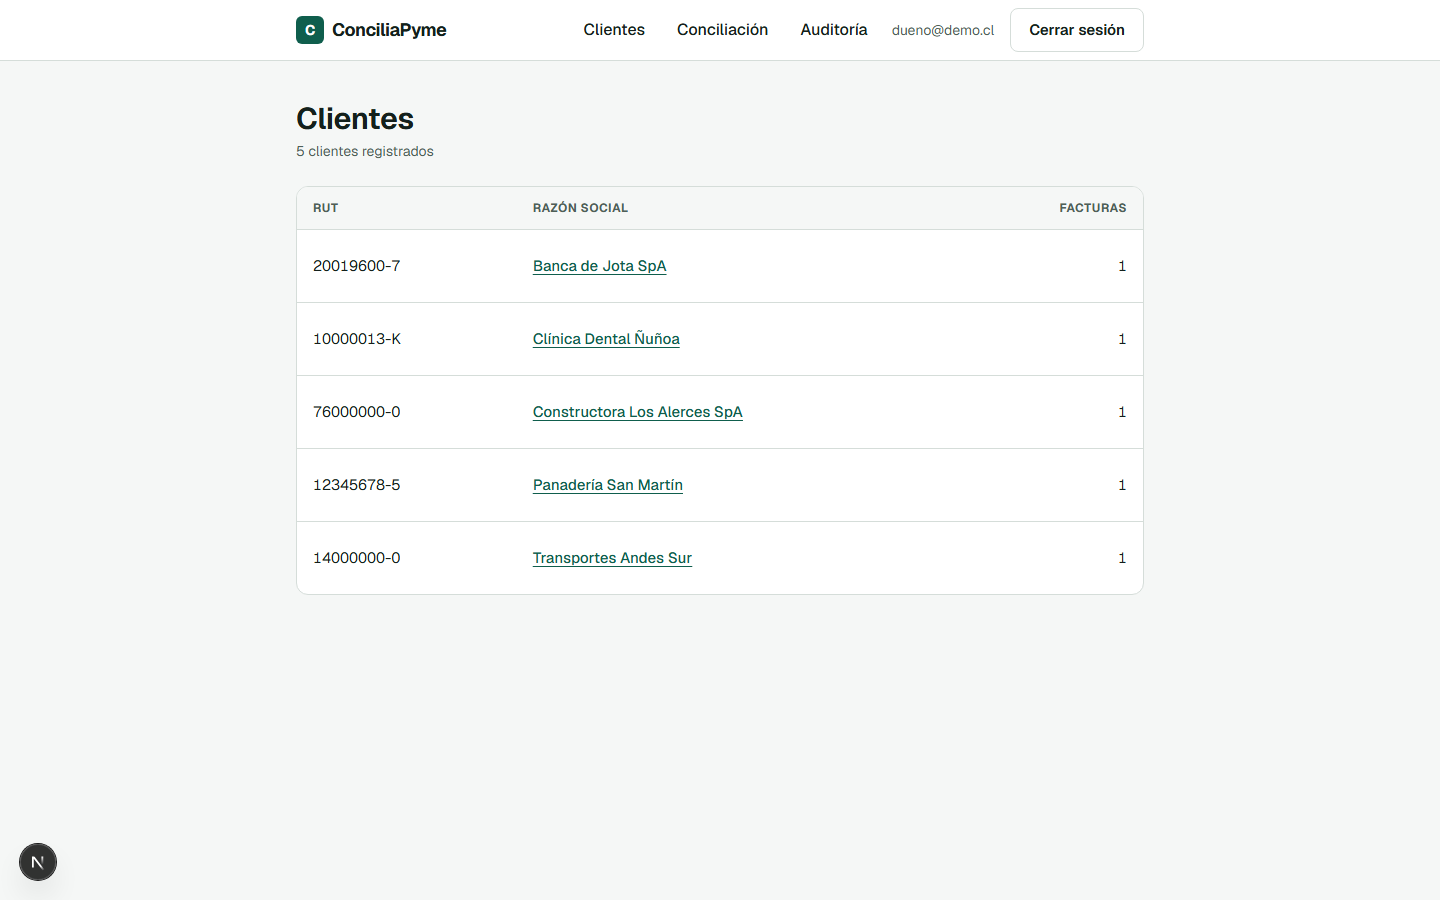 C ConciliaPyme Clientes Conciliación Auditoría dueno@demo.cl Cerrar sesión
Clientes
5 clientes registrados
RUT RAZÓN SOCIAL FACTURAS
20019600-7 Banca de Jota SpA 1
10000013-K Clínica Dental Ñuñoa 1
76000000-0 Constructora Los Alerces SpA 1
12345678-5 Panadería San Martín 1
14000000-0 Transportes Andes Sur 1
N